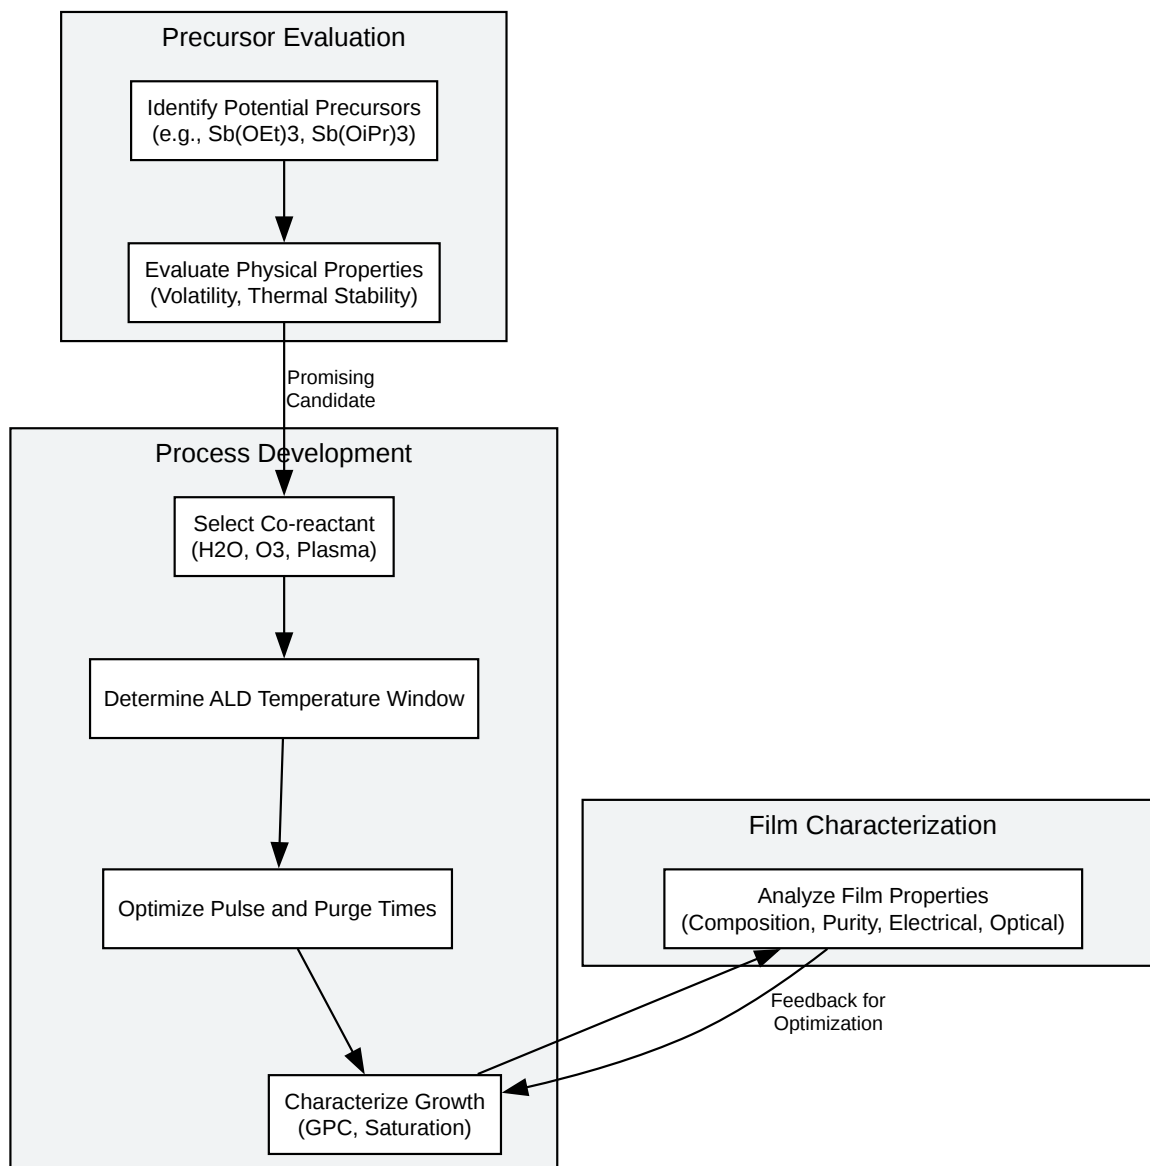 Precursor Evaluation
Identify Potential Precursors
(e.g., Sb(OEt)3, Sb(OiPr)3)
Evaluate Physical Properties
(Volatility, Thermal Stability)
Promising
Candidate
Process Development
Select Co-reactant
(H2O, O3, Plasma)
Determine ALD Temperature Window
Optimize Pulse and Purge Times
Characterize Growth
(GPC, Saturation)
Film Characterization
Analyze Film Properties
(Composition, Purity, Electrical, Optical)
Feedback for
Optimization